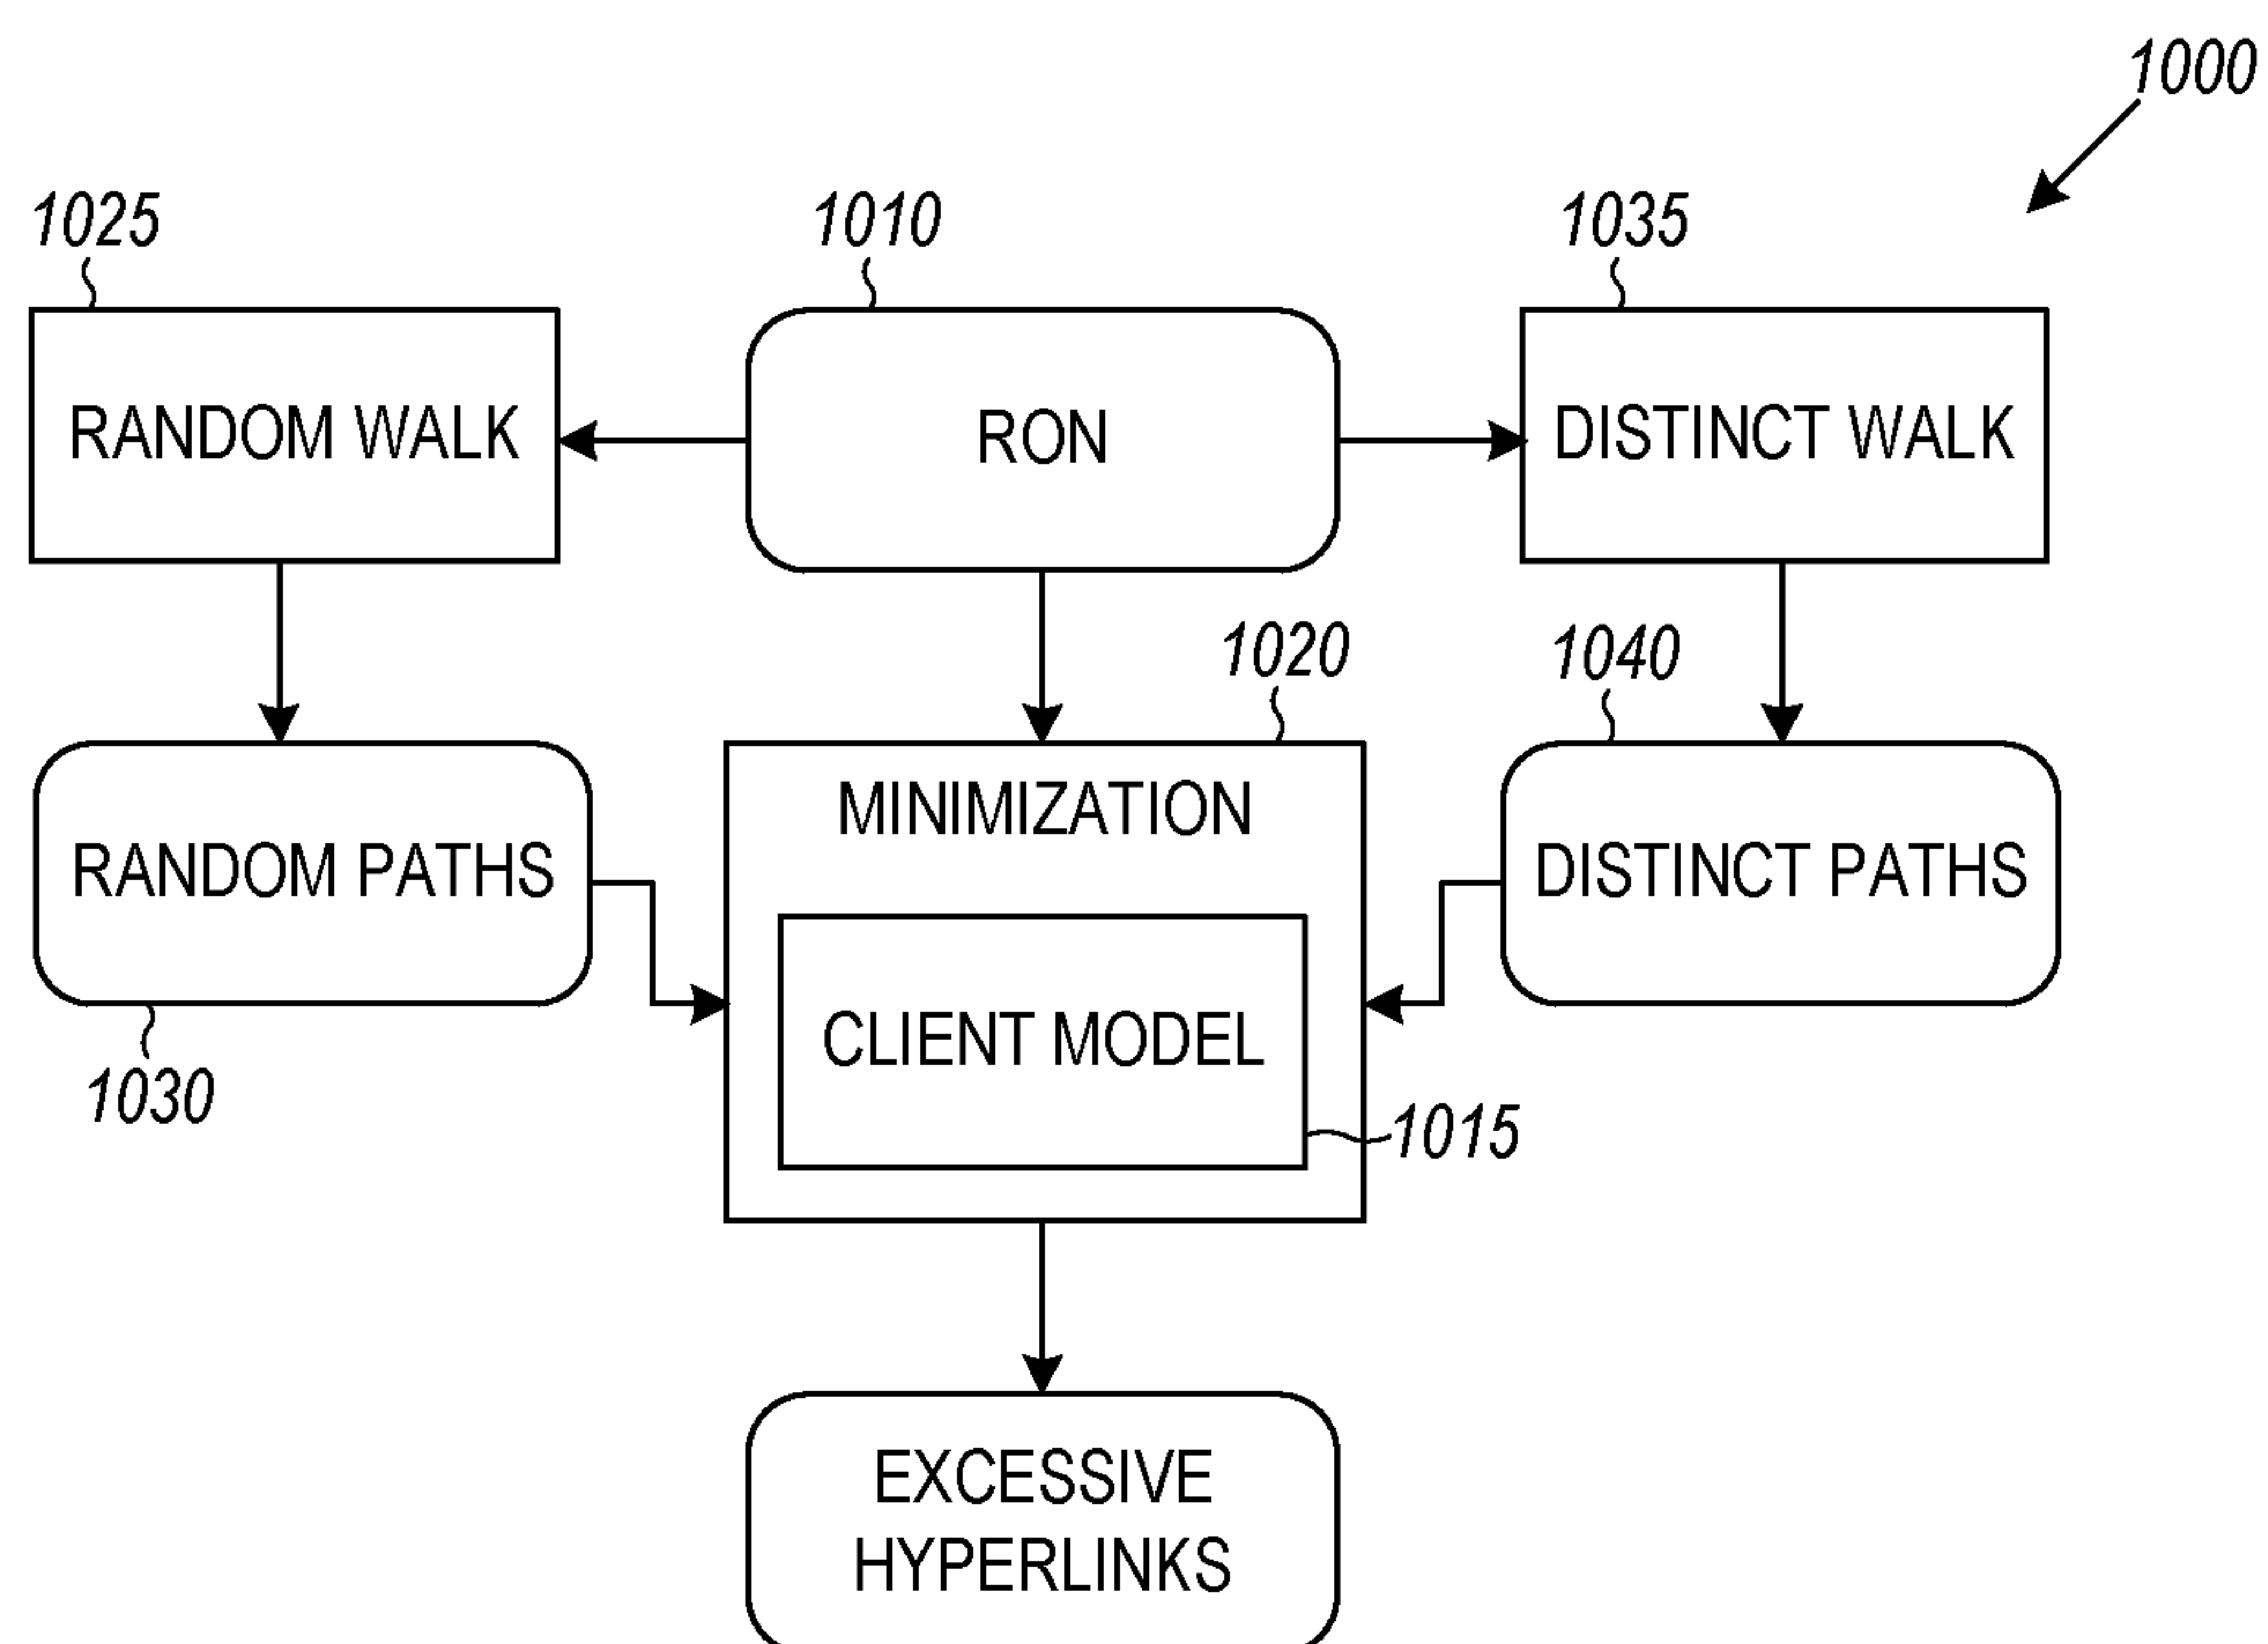 1000
1025
1010
1035
RANDOM WALK
RON
DISTINCT WALK
1020
1040
MINIMIZATION
RANDOM PATHS
DISTINCT PATHS
CLIENT MODEL
1030
1015
EXCESSIVE
HYPERLINKS